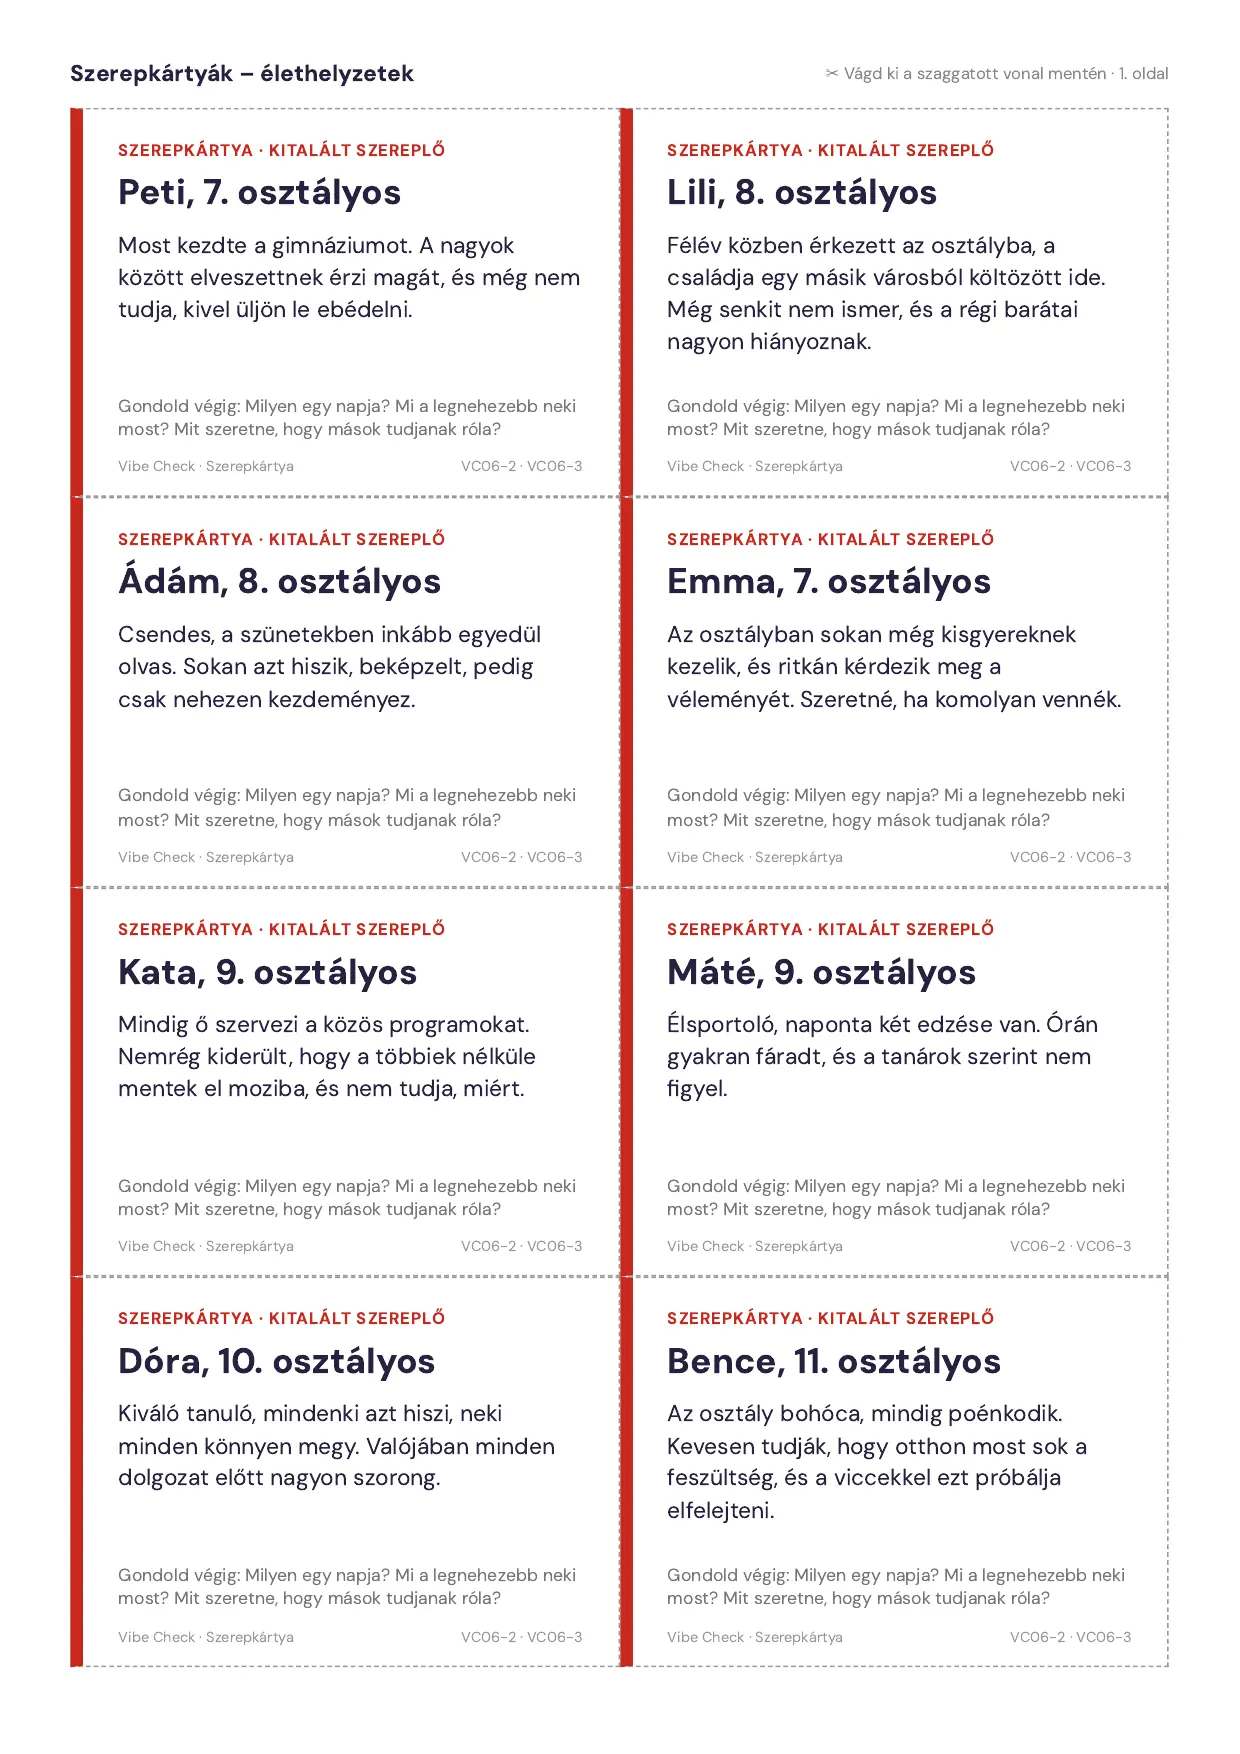 Szerepkártyák – élethelyzetek
✂ Vágd ki a szaggatott vonal mentén · 1. oldal
SZEREPKÁRTYA · KITALÁLT SZEREPLŐ
Peti, 7. osztályos
Most kezdte a gimnáziumot. A nagyok
között elveszettnek érzi magát, és még nem
tudja, kivel üljön le ebédelni.
Gondold végig: Milyen egy napja? Mi a legnehezebb neki
most? Mit szeretne, hogy mások tudjanak róla?
Vibe Check · Szerepkártya VC06-2 · VC06-3
SZEREPKÁRTYA · KITALÁLT SZEREPLŐ
Lili, 8. osztályos
Félév közben érkezett az osztályba, a
családja egy másik városból költözött ide.
Még senkit nem ismer, és a régi barátai
nagyon hiányoznak.
Gondold végig: Milyen egy napja? Mi a legnehezebb neki
most? Mit szeretne, hogy mások tudjanak róla?
Vibe Check · Szerepkártya VC06-2 · VC06-3
SZEREPKÁRTYA · KITALÁLT SZEREPLŐ
Ádám, 8. osztályos
Csendes, a szünetekben inkább egyedül
olvas. Sokan azt hiszik, beképzelt, pedig
csak nehezen kezdeményez.
Gondold végig: Milyen egy napja? Mi a legnehezebb neki
most? Mit szeretne, hogy mások tudjanak róla?
Vibe Check · Szerepkártya VC06-2 · VC06-3
SZEREPKÁRTYA · KITALÁLT SZEREPLŐ
Emma, 7. osztályos
Az osztályban sokan még kisgyereknek
kezelik, és ritkán kérdezik meg a
véleményét. Szeretné, ha komolyan vennék.
Gondold végig: Milyen egy napja? Mi a legnehezebb neki
most? Mit szeretne, hogy mások tudjanak róla?
Vibe Check · Szerepkártya VC06-2 · VC06-3
SZEREPKÁRTYA · KITALÁLT SZEREPLŐ
Kata, 9. osztályos
Mindig ő szervezi a közös programokat.
Nemrég kiderült, hogy a többiek nélküle
mentek el moziba, és nem tudja, miért.
Gondold végig: Milyen egy napja? Mi a legnehezebb neki
most? Mit szeretne, hogy mások tudjanak róla?
Vibe Check · Szerepkártya VC06-2 · VC06-3
SZEREPKÁRTYA · KITALÁLT SZEREPLŐ
Máté, 9. osztályos
Élsportoló, naponta két edzése van. Órán
gyakran fáradt, és a tanárok szerint nem
figyel.
Gondold végig: Milyen egy napja? Mi a legnehezebb neki
most? Mit szeretne, hogy mások tudjanak róla?
Vibe Check · Szerepkártya VC06-2 · VC06-3
SZEREPKÁRTYA · KITALÁLT SZEREPLŐ
Dóra, 10. osztályos
Kiváló tanuló, mindenki azt hiszi, neki
minden könnyen megy. Valójában minden
dolgozat előtt nagyon szorong.
Gondold végig: Milyen egy napja? Mi a legnehezebb neki
most? Mit szeretne, hogy mások tudjanak róla?
Vibe Check · Szerepkártya VC06-2 · VC06-3
SZEREPKÁRTYA · KITALÁLT SZEREPLŐ
Bence, 11. osztályos
Az osztály bohóca, mindig poénkodik.
Kevesen tudják, hogy otthon most sok a
feszültség, és a viccekkel ezt próbálja
elfelejteni.
Gondold végig: Milyen egy napja? Mi a legnehezebb neki
most? Mit szeretne, hogy mások tudjanak róla?
Vibe Check · Szerepkártya VC06-2 · VC06-3